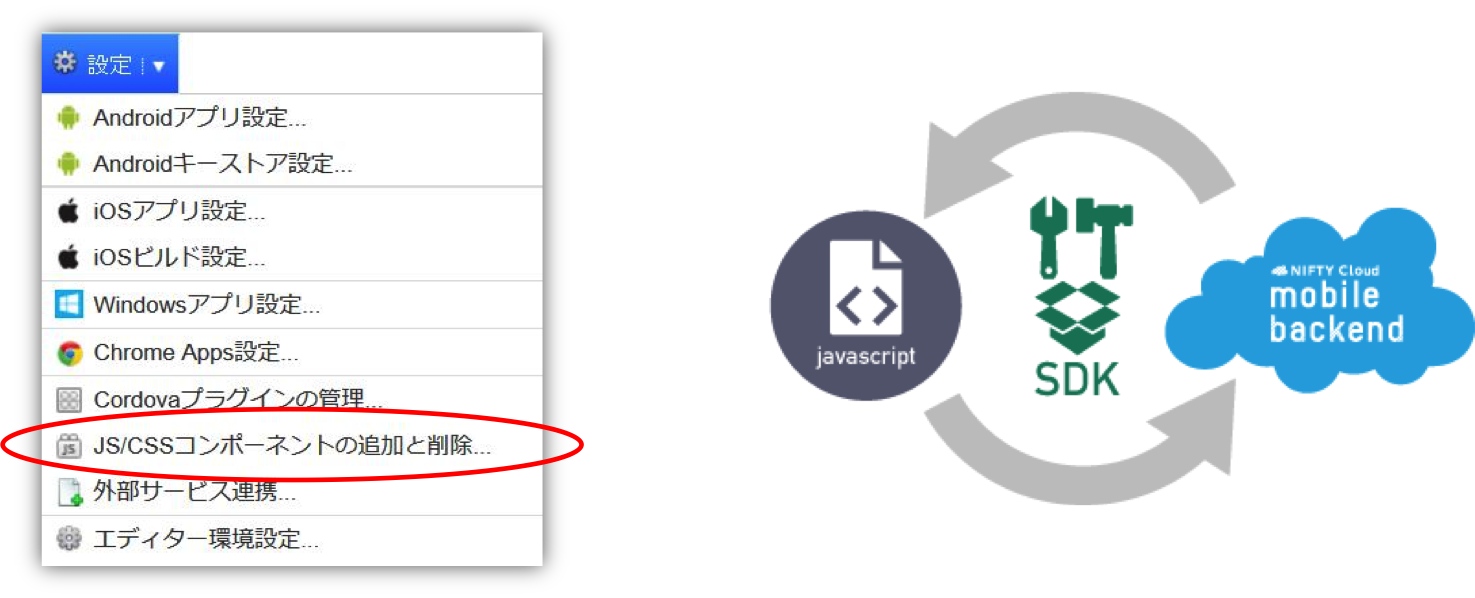 設定
Androidアプリ設定...
Androidキーストア設定...
iOSアプリ設定...
iOSビルド設定...
Windowsアプリ設定...
Chrome Apps設定...
Cordovaプラグインの管理...
JS JS/CSSコンポーネントの追加と削除...
外部サービス連携...
エディター環境設定...
javascript
SDK
NIFTY Cloud
mobile
backend